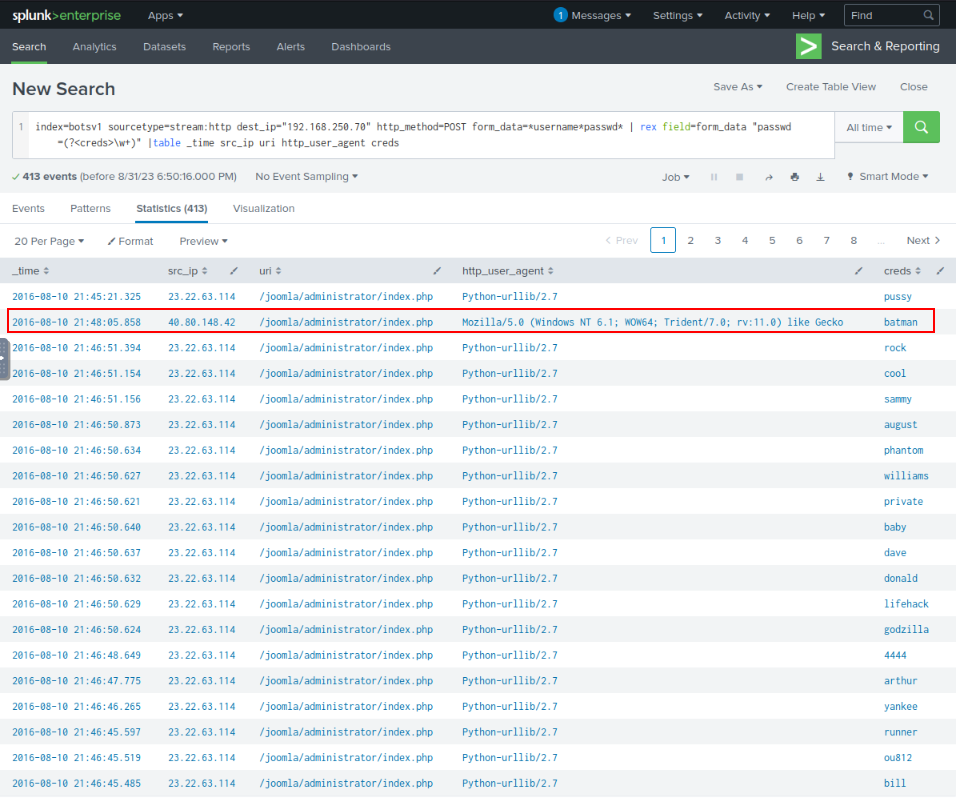 splunk>enterprise Apps 1 Messages Settings Activity Help Find
Search Analytics Datasets Reports Alerts Dashboards Search & Reporting
New Search Save As Create Table View Close
1 index=botsv1 sourcetype=stream:http dest_ip="192.168.250.70" http_method=POST form_data=*username*passwd* | rex field=form_data "passwd
=(?<creds>\w+)" |table _time src_ip uri http_user_agent creds
All time
413 events (before 8/31/23 6:50:16.000 PM) No Event Sampling Job Smart Mode
Events Patterns Statistics (413) Visualization
20 Per Page Format Preview < Prev 1 2 3 4 5 6 7 8 ... Next >
_time src_ip uri http_user_agent creds
2016-08-10 21:45:21.325 23.22.63.114 /joomla/administrator/index.php Python-urllib/2.7 pussy
2016-08-10 21:48:05.858 40.80.148.42 /joomla/administrator/index.php Mozilla/5.0 (Windows NT 6.1; WOW64; Trident/7.0; rv:11.0) like Gecko batman
2016-08-10 21:46:51.394 23.22.63.114 /joomla/administrator/index.php Python-urllib/2.7 rock
2016-08-10 21:46:51.154 23.22.63.114 /joomla/administrator/index.php Python-urllib/2.7 cool
2016-08-10 21:46:51.156 23.22.63.114 /joomla/administrator/index.php Python-urllib/2.7 sammy
2016-08-10 21:46:50.873 23.22.63.114 /joomla/administrator/index.php Python-urllib/2.7 august
2016-08-10 21:46:50.634 23.22.63.114 /joomla/administrator/index.php Python-urllib/2.7 phantom
2016-08-10 21:46:50.627 23.22.63.114 /joomla/administrator/index.php Python-urllib/2.7 williams
2016-08-10 21:46:50.621 23.22.63.114 /joomla/administrator/index.php Python-urllib/2.7 private
2016-08-10 21:46:50.640 23.22.63.114 /joomla/administrator/index.php Python-urllib/2.7 baby
2016-08-10 21:46:50.637 23.22.63.114 /joomla/administrator/index.php Python-urllib/2.7 dave
2016-08-10 21:46:50.632 23.22.63.114 /joomla/administrator/index.php Python-urllib/2.7 donald
2016-08-10 21:46:50.629 23.22.63.114 /joomla/administrator/index.php Python-urllib/2.7 lifehack
2016-08-10 21:46:50.624 23.22.63.114 /joomla/administrator/index.php Python-urllib/2.7 godzilla
2016-08-10 21:46:48.649 23.22.63.114 /joomla/administrator/index.php Python-urllib/2.7 4444
2016-08-10 21:46:47.775 23.22.63.114 /joomla/administrator/index.php Python-urllib/2.7 arthur
2016-08-10 21:46:46.265 23.22.63.114 /joomla/administrator/index.php Python-urllib/2.7 yankee
2016-08-10 21:46:45.597 23.22.63.114 /joomla/administrator/index.php Python-urllib/2.7 runner
2016-08-10 21:46:45.519 23.22.63.114 /joomla/administrator/index.php Python-urllib/2.7 ou812
2016-08-10 21:46:45.485 23.22.63.114 /joomla/administrator/index.php Python-urllib/2.7 bill